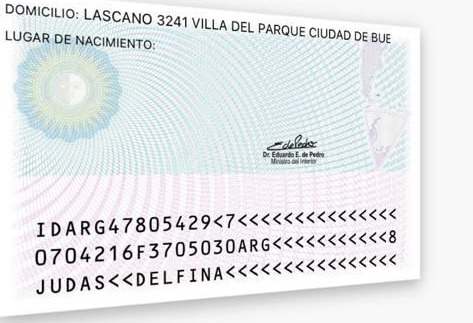 DOMICILIO: LASCANO 3241 VILLA DEL PARQUE CIUDAD DE BUE
LUGAR DE NACIMIENTO:
Dr. Eduardo E. de Pedro
Ministro del Interior
IDARG47805429<7<<<<<<<<<<<<<<<
0704216F3705030ARG<<<<<<<<<<<8
JUDAS<<DELFINA<<<<<<<<<<<<<<<<